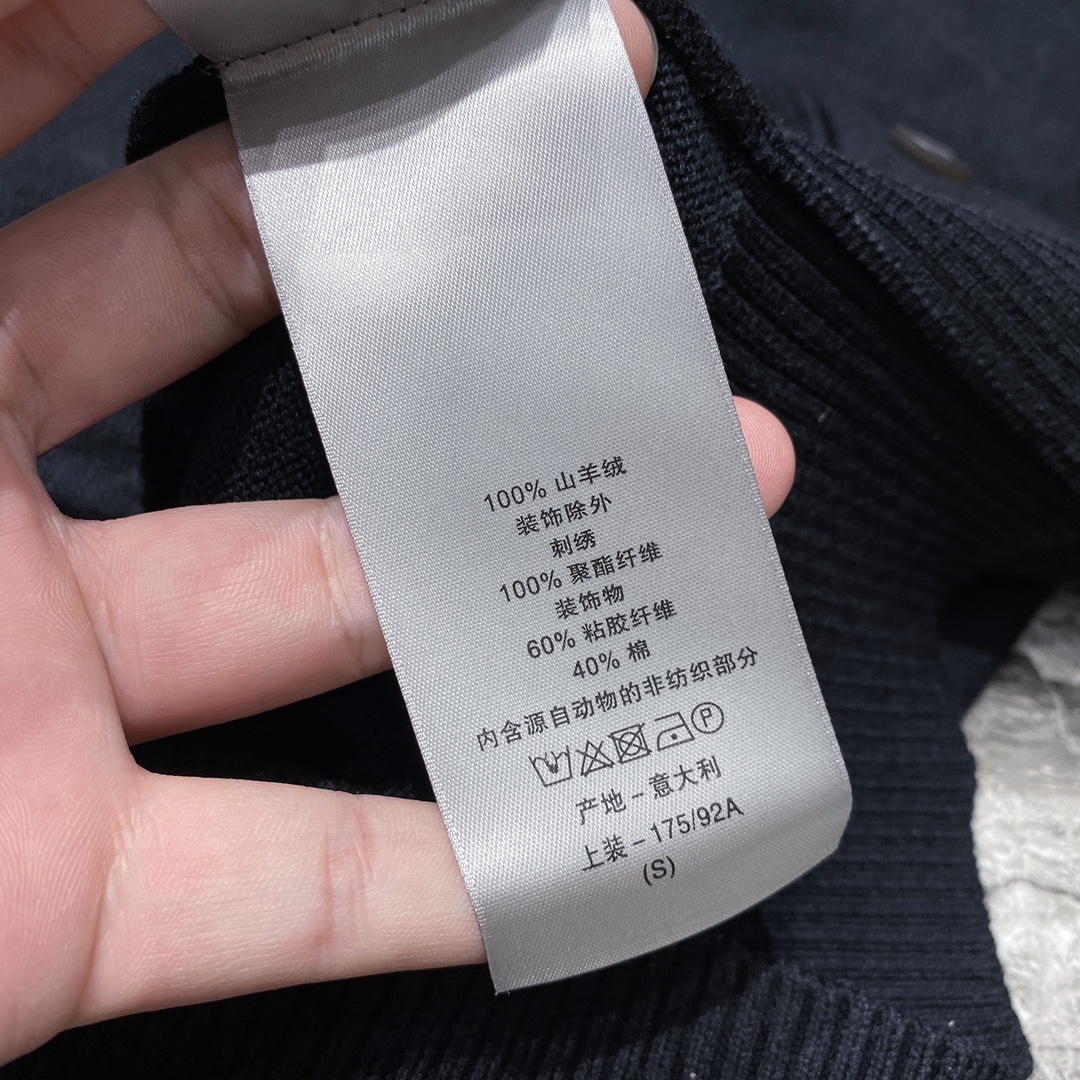 100% 山羊绒
装饰除外
刺绣
100% 聚酯纤维
装饰物
60% 粘胶纤维
40% 棉
内含源自动物的非纺织部分
P
产地 - 意大利
上装 - 175/92A
(S)